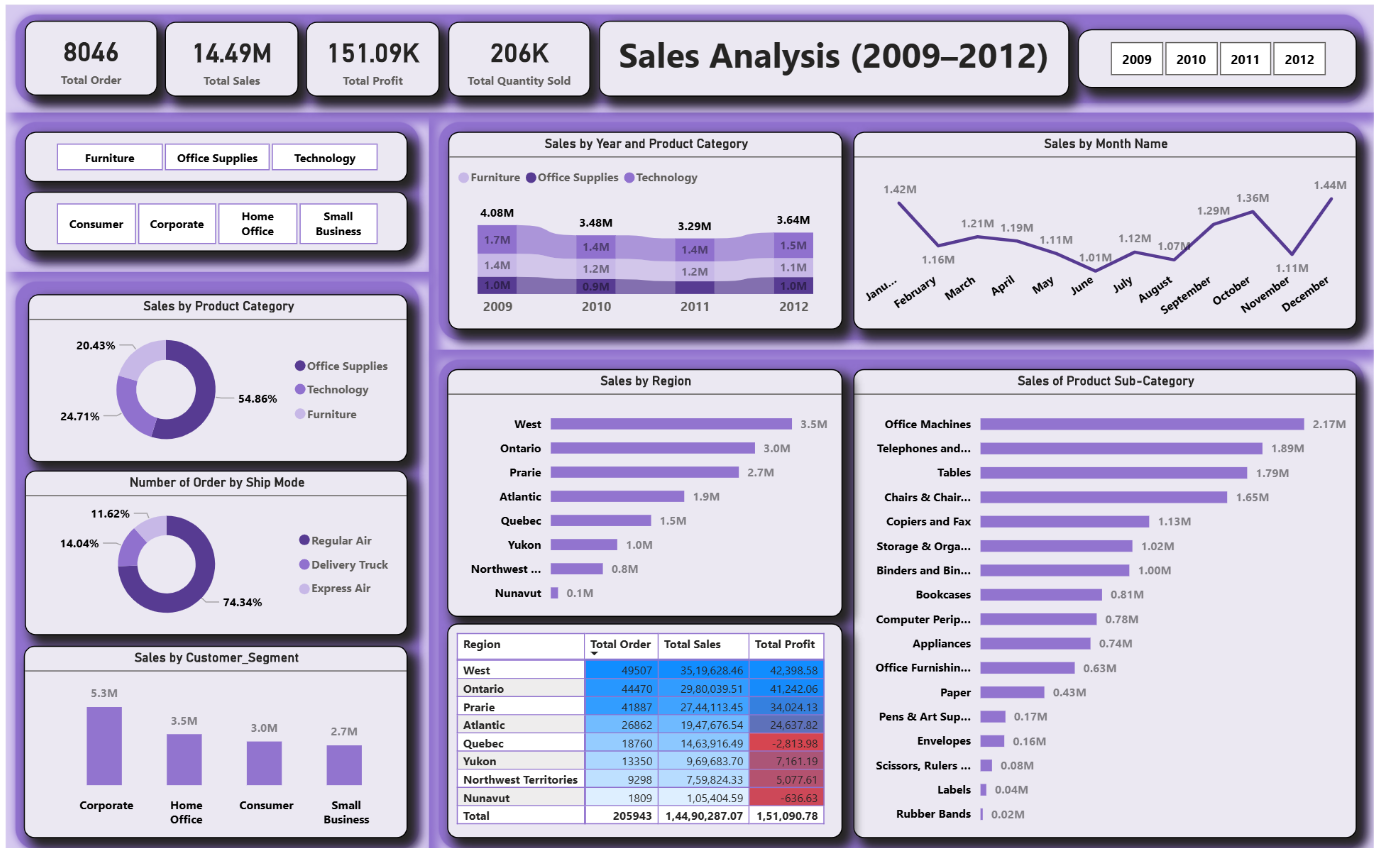 8046
Total Order
14.49M
Total Sales
151.09K
Total Profit
206K
Total Quantity Sold
Sales Analysis (2009–2012)
2009 2010 2011 2012
Furniture Office Supplies Technology
Consumer Corporate Home Office Small Business
Sales by Product Category
20.43%
54.86%
24.71%
Office Supplies
Technology
Furniture
Number of Order by Ship Mode
11.62%
14.04%
74.34%
Regular Air
Delivery Truck
Express Air
Sales by Customer_Segment
5.3M
3.5M
3.0M
2.7M
Corporate
Home
Office
Consumer
Small
Business
Sales by Year and Product Category
Furniture Office Supplies Technology
4.08M 3.48M 3.29M 3.64M
1.7M 1.4M 1.4M 1.5M
1.4M 1.2M 1.2M 1.1M
1.0M 0.9M 1.0M
2009 2010 2011 2012
Sales by Month Name
1.42M 1.16M 1.21M 1.19M 1.11M 1.01M 1.12M 1.07M 1.29M 1.36M 1.11M 1.44M
Janu... February March April May June July August September October November December
Sales by Region
West 3.5M
Ontario 3.0M
Prarie 2.7M
Atlantic 1.9M
Quebec 1.5M
Yukon 1.0M
Northwest ... 0.8M
Nunavut 0.1M
Region Total Order Total Sales Total Profit
West 49507 35,19,628.46 42,398.58
Ontario 44470 29,80,039.51 41,242.06
Prarie 41887 27,44,113.45 34,024.13
Atlantic 26862 19,47,676.54 24,637.82
Quebec 18760 14,63,916.49 -2,813.98
Yukon 13350 9,69,683.70 7,161.19
Northwest Territories 9298 7,59,824.33 5,077.61
Nunavut 1809 1,05,404.59 -636.63
Total 205943 1,44,90,287.07 1,51,090.78
Sales of Product Sub-Category
Office Machines 2.17M
Telephones and... 1.89M
Tables 1.79M
Chairs & Chair... 1.65M
Copiers and Fax 1.13M
Storage & Orga... 1.02M
Binders and Bin... 1.00M
Bookcases 0.81M
Computer Perip... 0.78M
Appliances 0.74M
Office Furnishin... 0.63M
Paper 0.43M
Pens & Art Sup... 0.17M
Envelopes 0.16M
Scissors, Rulers ... 0.08M
Labels 0.04M
Rubber Bands 0.02M